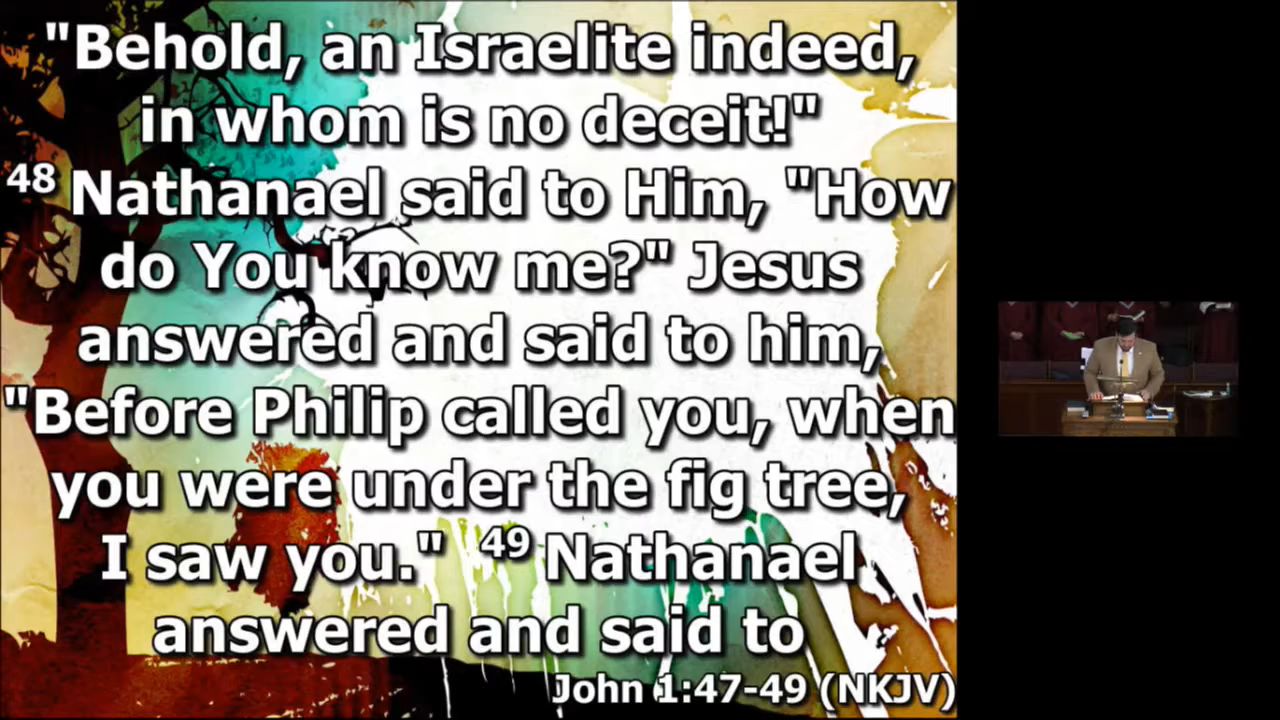 "Behold, an Israelite indeed,
in whom is no deceit!"
48 Nathanael said to Him, "How
do You know me?" Jesus
answered and said to him,
"Before Philip called you, when
you were under the fig tree,
I saw you." 49 Nathanael
answered and said to
John 1:47-49 (NKJV)